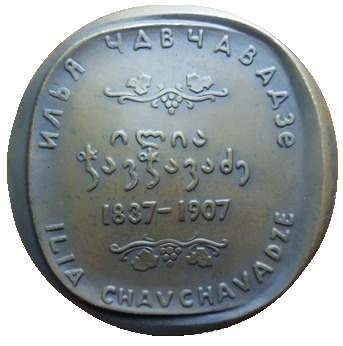 ИЛЬЯ ЧАВЧАВАДЗЕ
ილია
ჭავჭავაძე
1837-1907
ILIA CHAVCHAVADZE